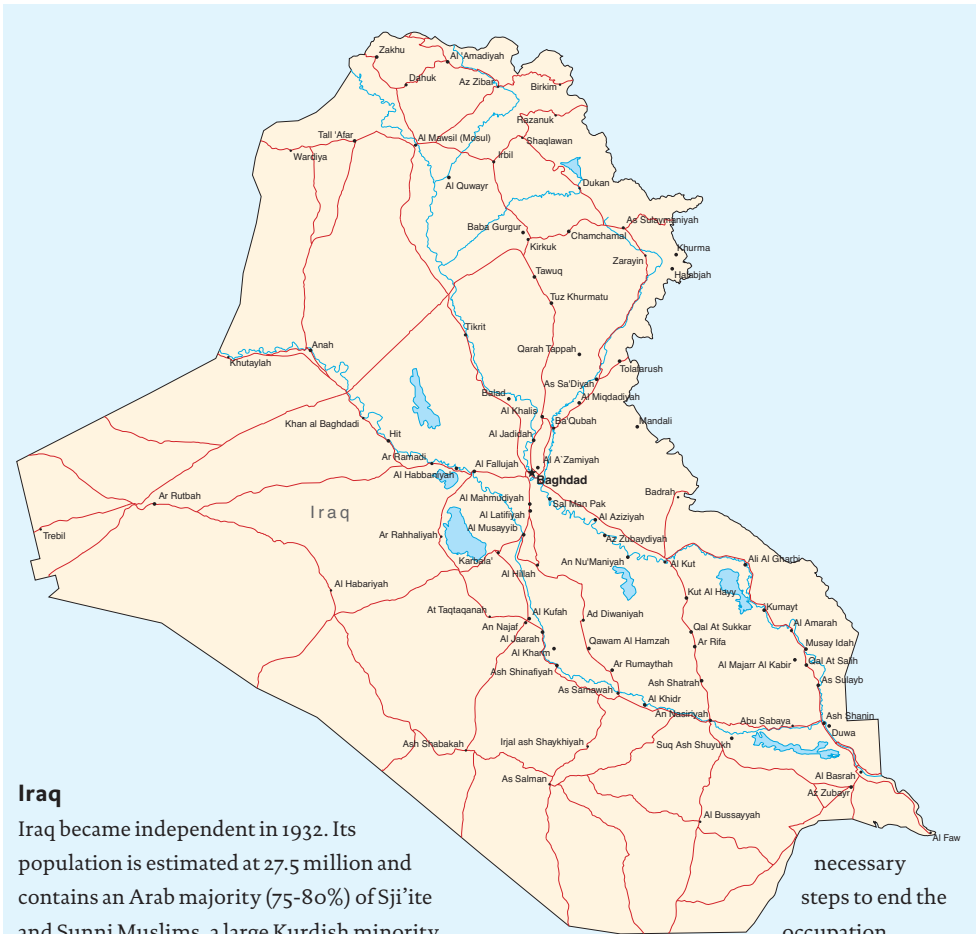 Zakhu
Al 'Amadiyah
Dahuk
Az Zibar
Birkim
Razanuk
Tall 'Afar
Al Mawsil (Mosul)
Shaqlawan
Wardiya
Irbil
Al Quwayr
Dukan
As Sulaymaniyah
Baba Gurgur
Chamchamal
Kirkuk
Khurma
Zarayin
Halabjah
Tawuq
Tuz Khurmatu
Tikrit
Anah
Qarah Tappah
Khutaylah
Tolafarush
As Sa'Diyah
Balad
Al Miqdadiyah
Al Khalis
Khan al Baghdadi
Ba'Qubah
Mandali
Hit
Al Jadidah
Ar Ramadi
Al Fallujah
Al A`Zamiyah
Al Habbaniyah
Baghdad
Ar Rutbah
Al Mahmudiyah
Sal Man Pak
Badrah
Iraq
Al Latifiyah
Al Aziziyah
Trebil
Al Musayyib
Ar Rahhaliyah
Az Zubaydiyah
Karbala'
An Nu'Maniyah
Al Kut
Ali Al Gharbi
Al Hillah
Al Habariyah
Kut Al Hayy
At Taqtaqanah
Al Kufah
Ad Diwaniyah
Kumayt
An Najaf
Qal At Sukkar
Al Amarah
Al Jaarah
Qawam Al Hamzah
Ar Rifa
Musay Idah
Al Kharm
Ar Rumaythah
Al Majarr Al Kabir
Qal At Salih
Ash Shinafiyah
Ash Shatrah
As Sulayb
As Samawah
Al Khidr
An Nasiriyah
Abu Sabaya
Ash Shanin
Duwa
Ash Shabakah
Irjal ash Shaykhiyah
Suq Ash Shuyukh
As Salman
Al Basrah
Az Zubayr
Al Bussayyah
Al Faw
Iraq
Iraq became independent in 1932. Its
population is estimated at 27.5 million and
contains an Arab majority (75-80%) of Sji’ite
and Sunni Muslims, a large Kurdish minority
necessary
steps to end the
occupation